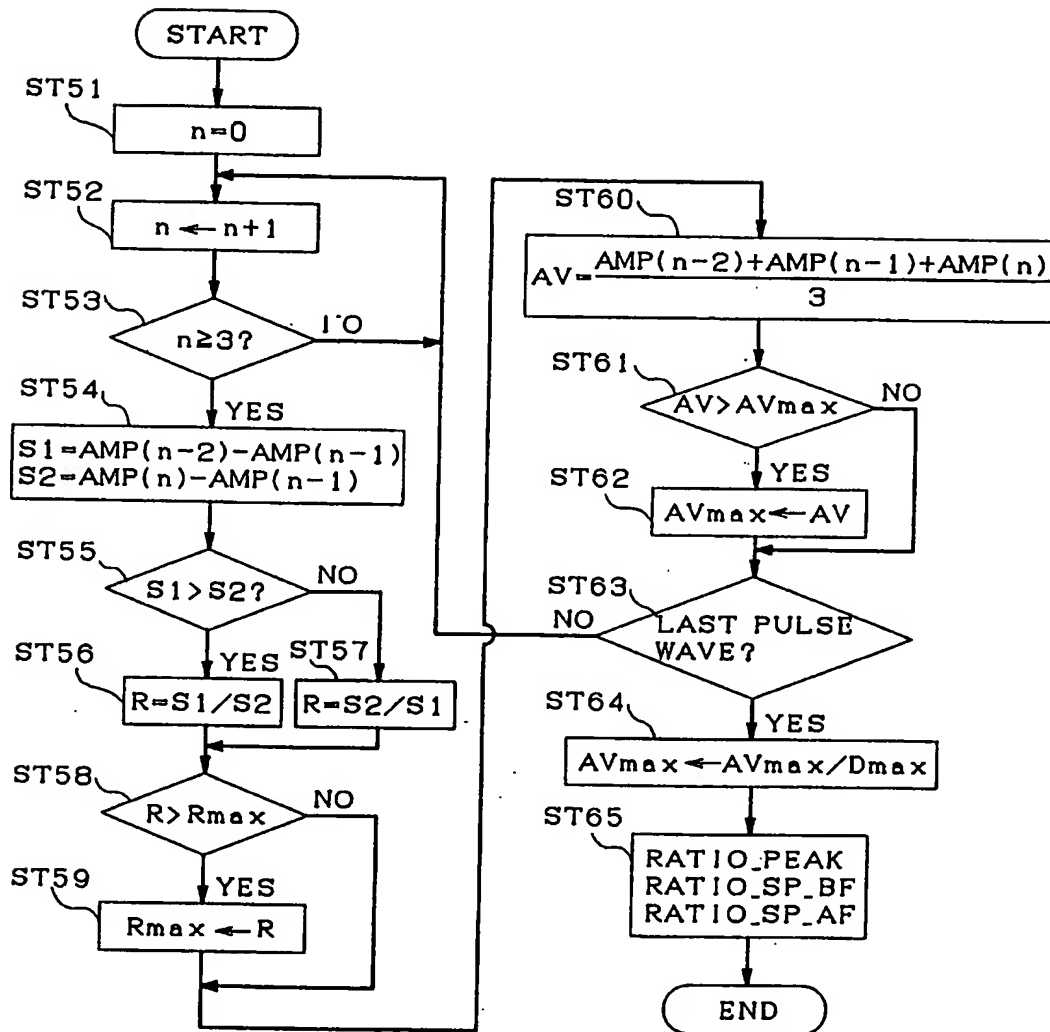 START
ST51
n=0
ST52
n ← n+1
ST53
n≥3?
I'O
ST54
YES
S1=AMP(n-2)-AMP(n-1)
S2=AMP(n)-AMP(n-1)
ST55
S1>S2?
NO
ST56
YES
R=S1/S2
ST57
R=S2/S1
ST58
R>Rmax
NO
ST59
YES
Rmax ← R
ST60
AV=
AMP(n-2)+AMP(n-1)+AMP(n)
3
ST61
AV>AVmax
NO
ST62
YES
AVmax ← AV
ST63
NO
LAST PULSE
WAVE?
ST64
YES
AVmax ← AVmax/Dmax
ST65
RATIO_PEAK
RATIO_SP_BF
RATIO_SP_AF
END